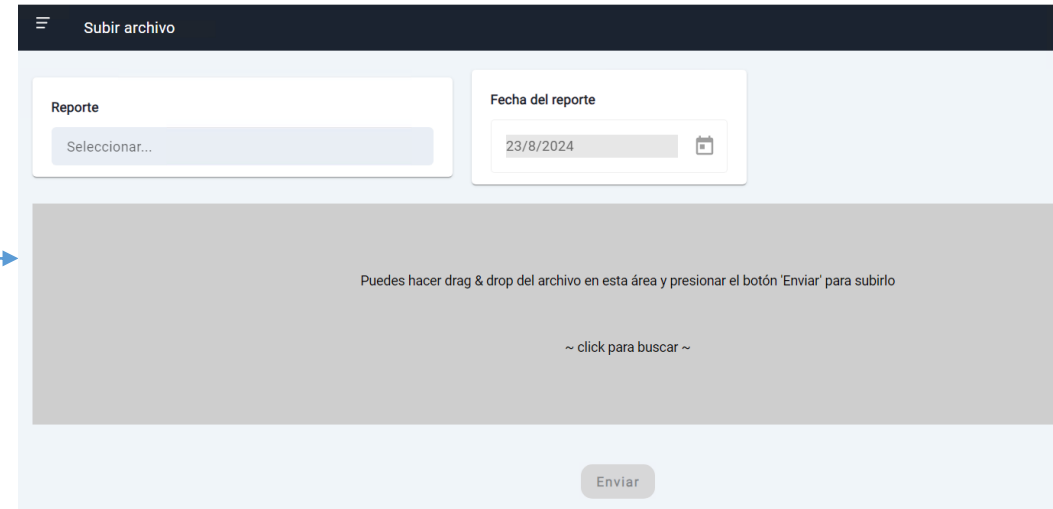 Subir archivo
Reporte
Seleccionar...
Fecha del reporte
23/8/2024
Puedes hacer drag & drop del archivo en esta área y presionar el botón 'Enviar' para subirlo
~ click para buscar ~
Enviar